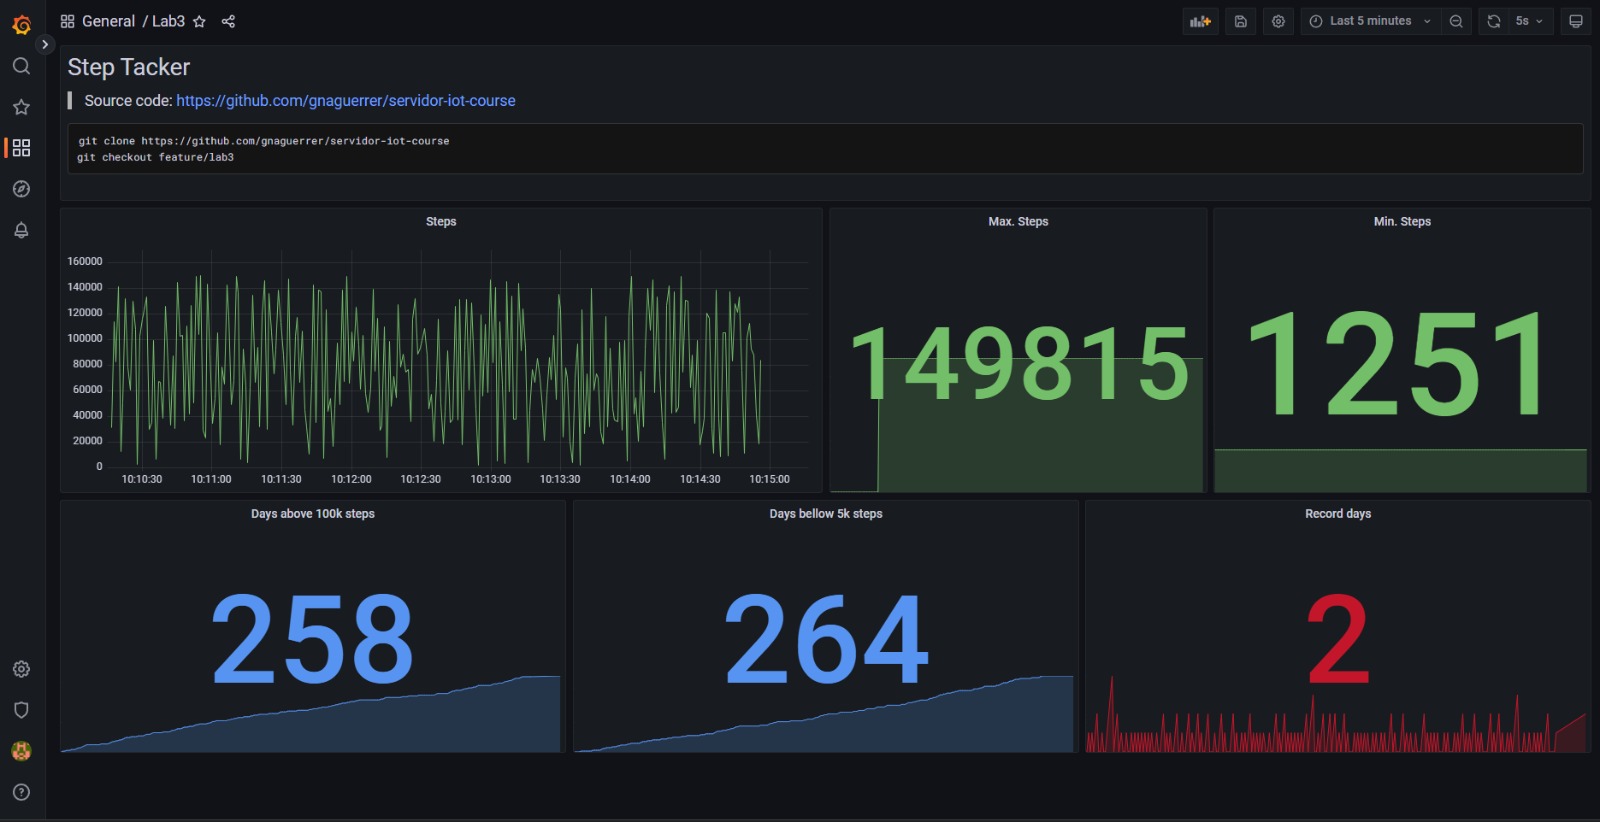 General / Lab3
Last 5 minutes
5s
Step Tacker
Source code: https://github.com/gnaguerrer/servidor-iot-course
git clone https://github.com/gnaguerrer/servidor-iot-course
git checkout feature/lab3
Steps
160000
140000
120000
100000
80000
60000
40000
20000
0
10:10:30 10:11:00 10:11:30 10:12:00 10:12:30 10:13:00 10:13:30 10:14:00 10:14:30 10:15:00
Max. Steps
149815
Min. Steps
1251
Days above 100k steps
258
Days bellow 5k steps
264
Record days
2